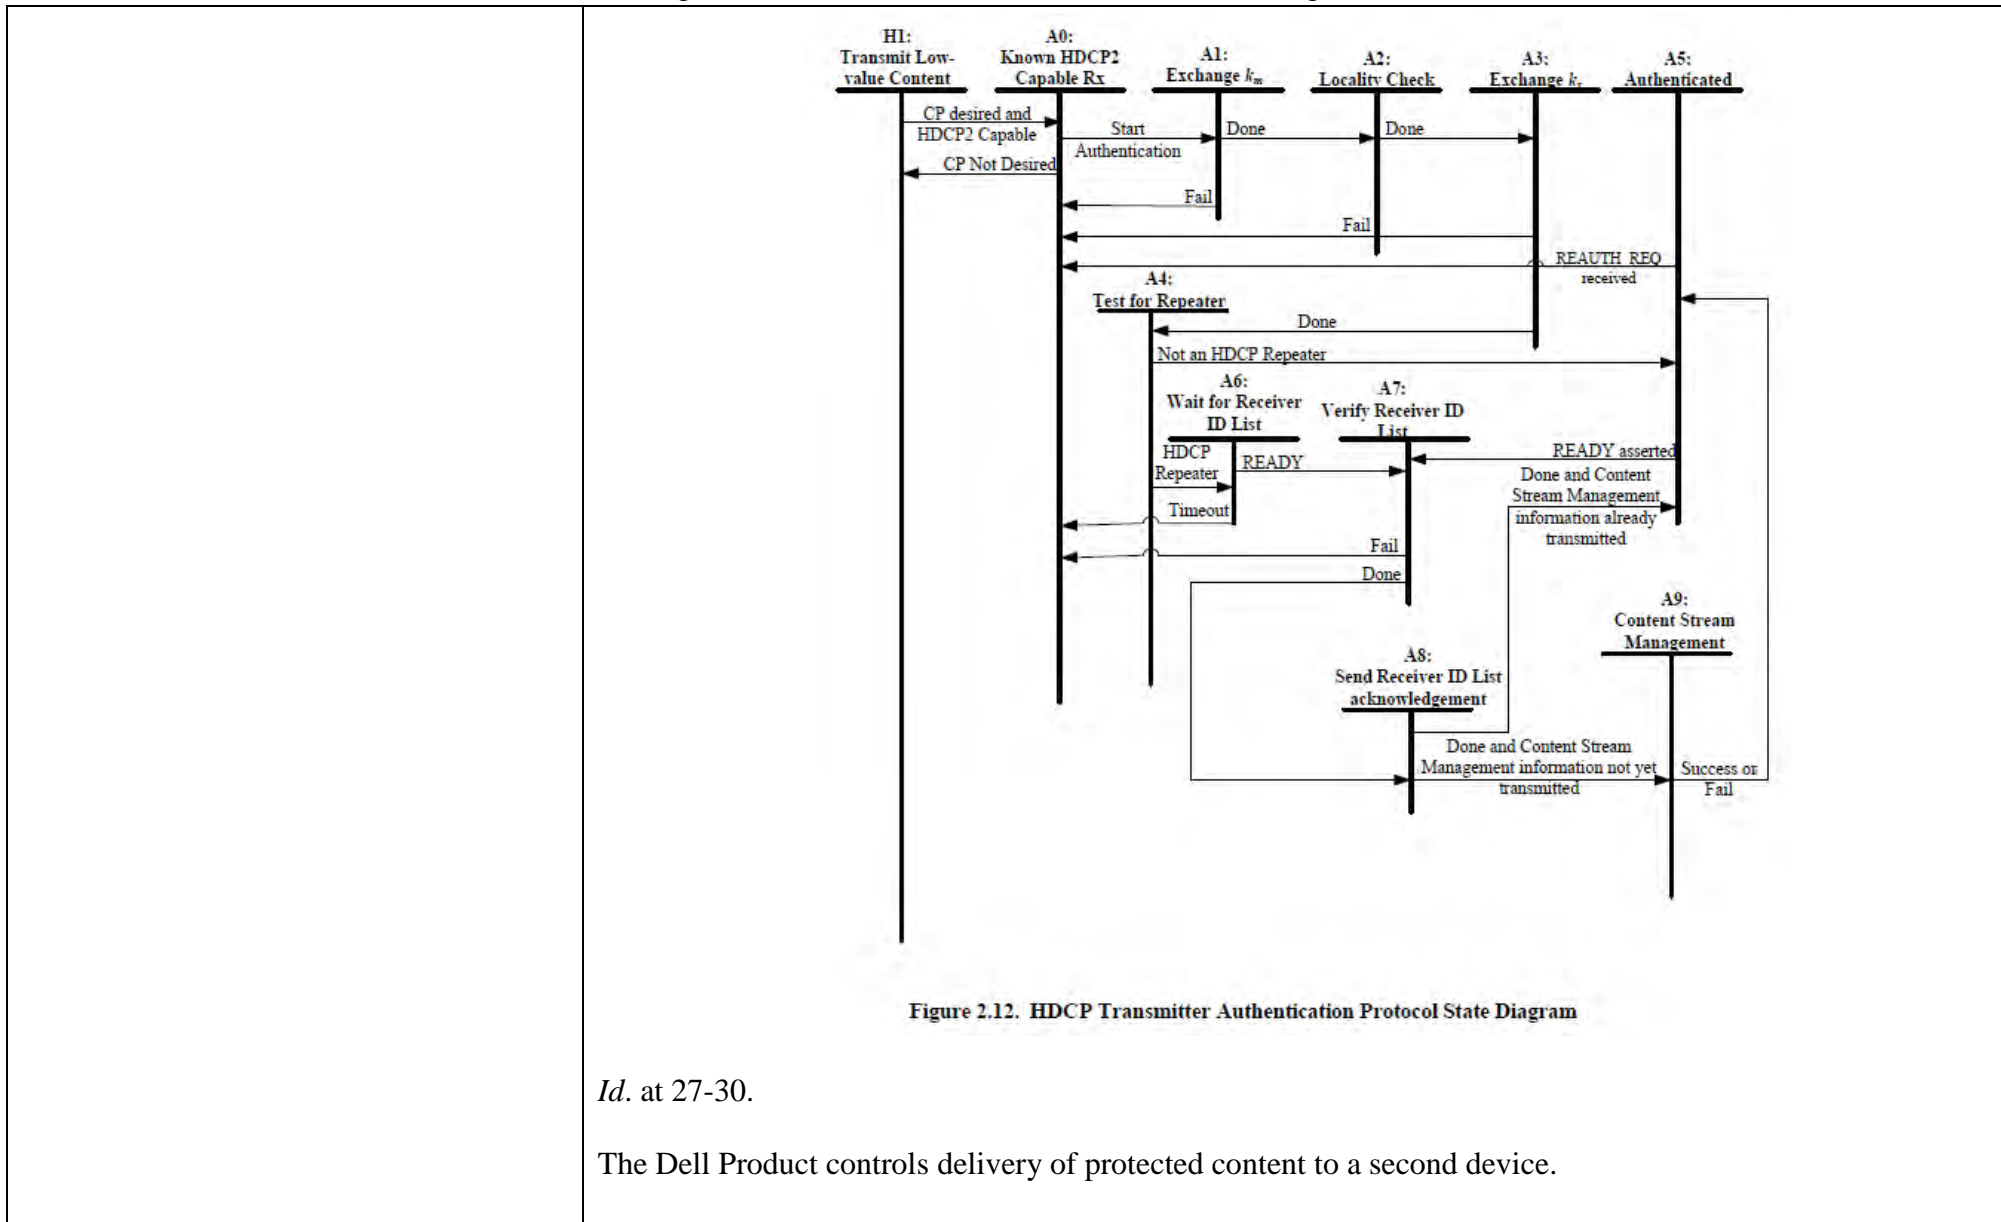 H1:
Transmit Low-
value Content
A0:
Known HDCP2
Capable Rx
A1:
Exchange km
A2:
Locality Check
A3:
Exchange ks
A5:
Authenticated
CP desired and
HDCP2 Capable
Start
Authentication
Done
Done
CP Not Desired
Fail
Fail
REAUTH_REQ
received
A4:
Test for Repeater
Done
Not an HDCP Repeater
A6:
Wait for Receiver
ID List
A7:
Verify Receiver ID
List
HDCP
Repeater
READY
READY asserted
Done and Content
Stream Management
information already
transmitted
Timeout
Fail
Done
A9:
Content Stream
Management
A8:
Send Receiver ID List
acknowledgement
Done and Content Stream
Management information not yet
transmitted
Success or
Fail
Figure 2.12. HDCP Transmitter Authentication Protocol State Diagram
Id. at 27-30.
The Dell Product controls delivery of protected content to a second device.